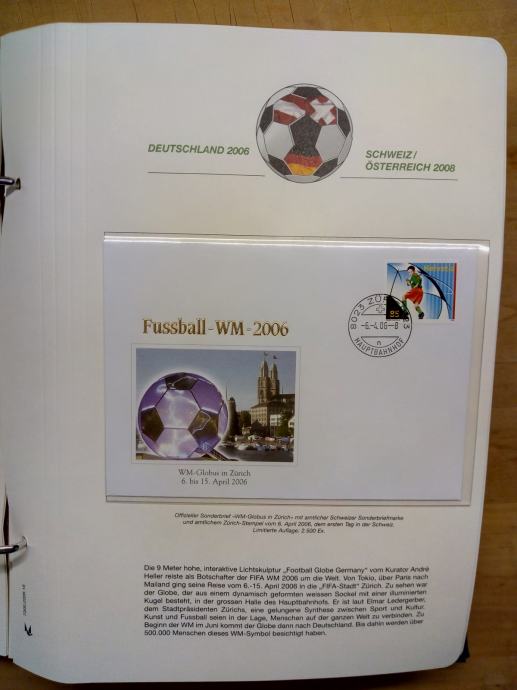 DEUTSCHLAND 2006
SCHWEIZ/
ÖSTERREICH 2008
Helvetia
85
8023 ZÜRICH 23
-6.-4.06-8
n
HAUPTBAHNHOF
Fussball-WM-2006
WM-Globus in Zürich
6. bis 15. April 2006
Offizieller Sonderbrief «WM-Globus in Zürich» mit amtlicher Schweizer Sonderbriefmarke
und amtlichem Zürich-Stempel vom 6. April 2006, dem ersten Tag in der Schweiz.
Limitierte Auflage: 2.500 Ex.
Die 9 Meter hohe, interaktive Lichtskulptur „Football Globe Germany" vom Kurator André
Heller reiste als Botschafter der FIFA WM 2006 um die Welt. Von Tokio, über Paris nach
Mailand ging seine Reise vom 6.-15. April 2006 in die „FIFA-Stadt" Zürich. Zu sehen war
der Globe, der aus einem dynamisch geformten weissen Sockel mit einer illuminierten
Kugel besteht, in der grossen Halle des Hauptbahnhofs. Er ist laut Elmar Ledergerber,
dem Stadtpräsidenten Zürichs, eine gelungene Synthese zwischen Sport und Kultur.
Kunst und Fussball seien in der Lage, Menschen auf der ganzen Welt zu verbinden. Zu
Beginn der WM im Juni kommt der Globe dann nach Deutschland. Bis dahin werden über
500.000 Menschen dieses WM-Symbol besichtigt haben.